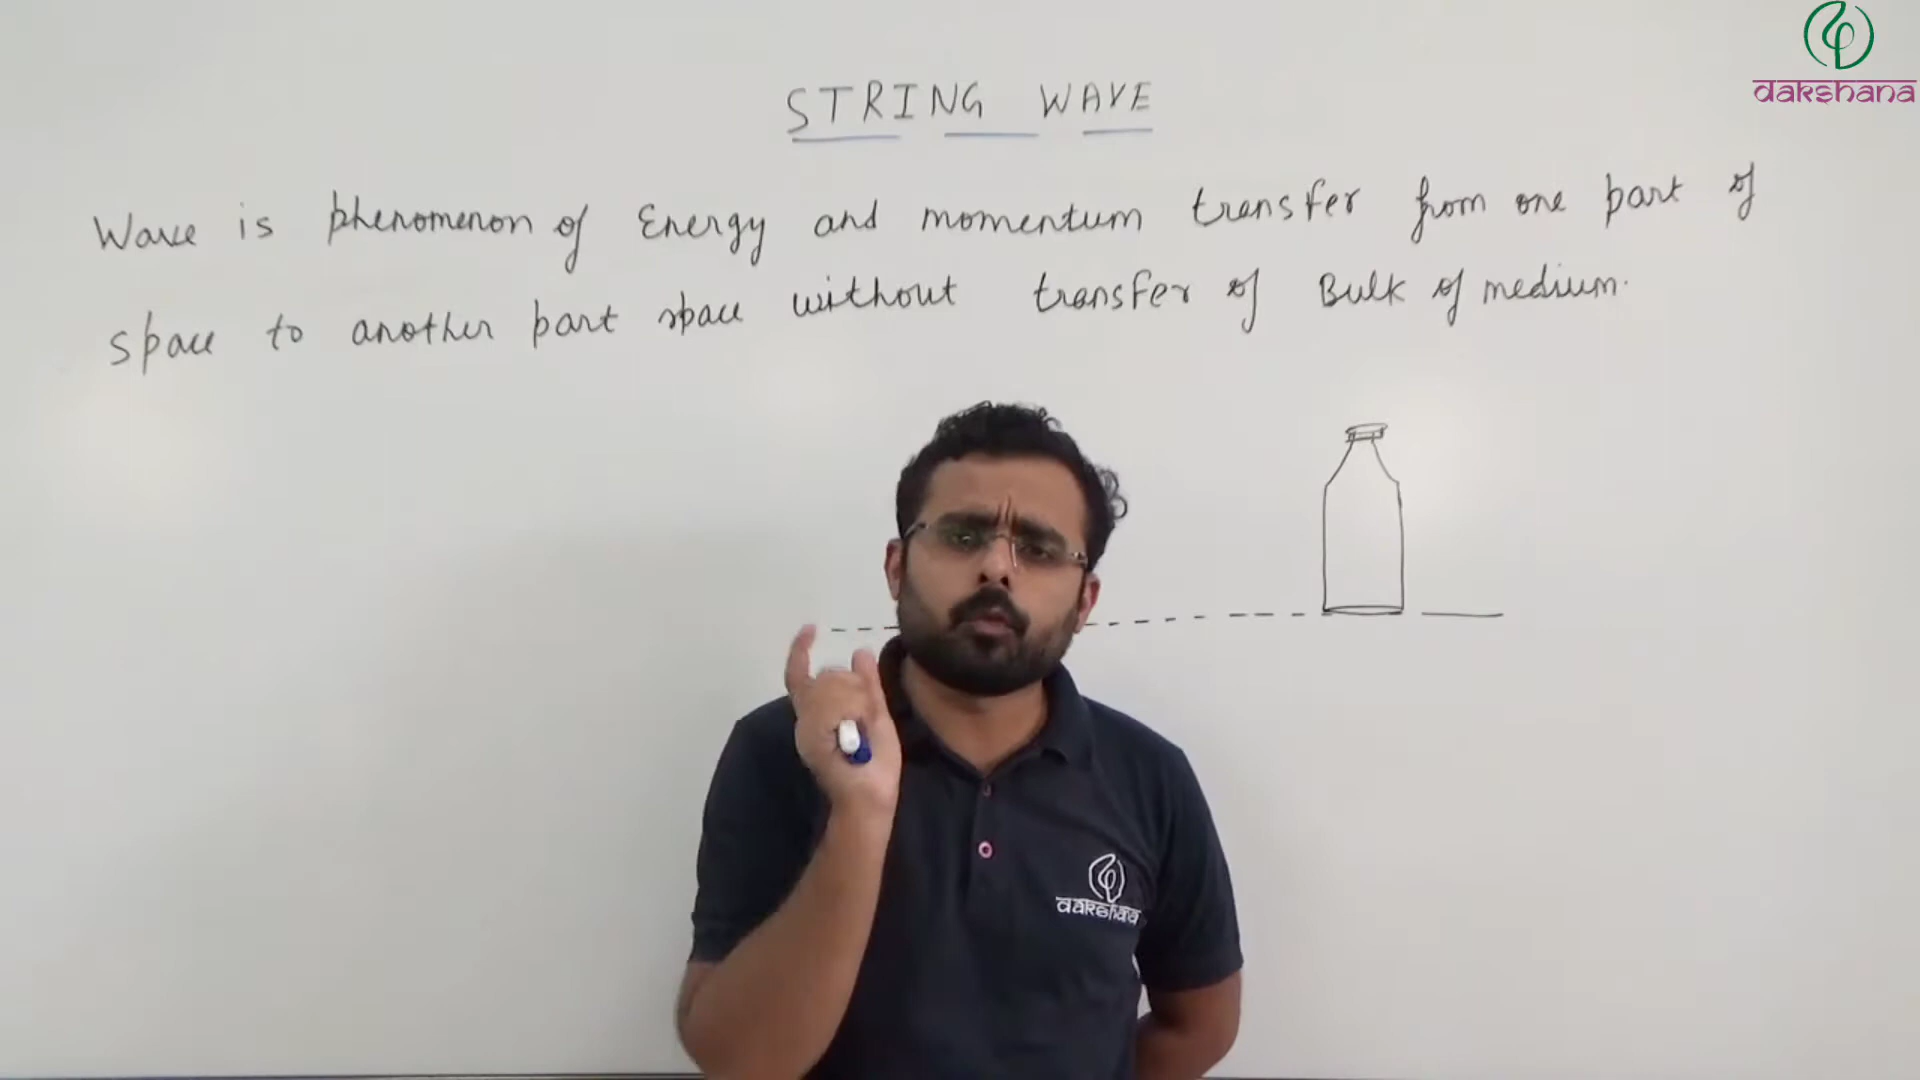 dakshana
STRING WAVE
Wave is phenomenon of Energy and momentum transfer from one part of
space to another part space without transfer of Bulk of medium.
dakshana